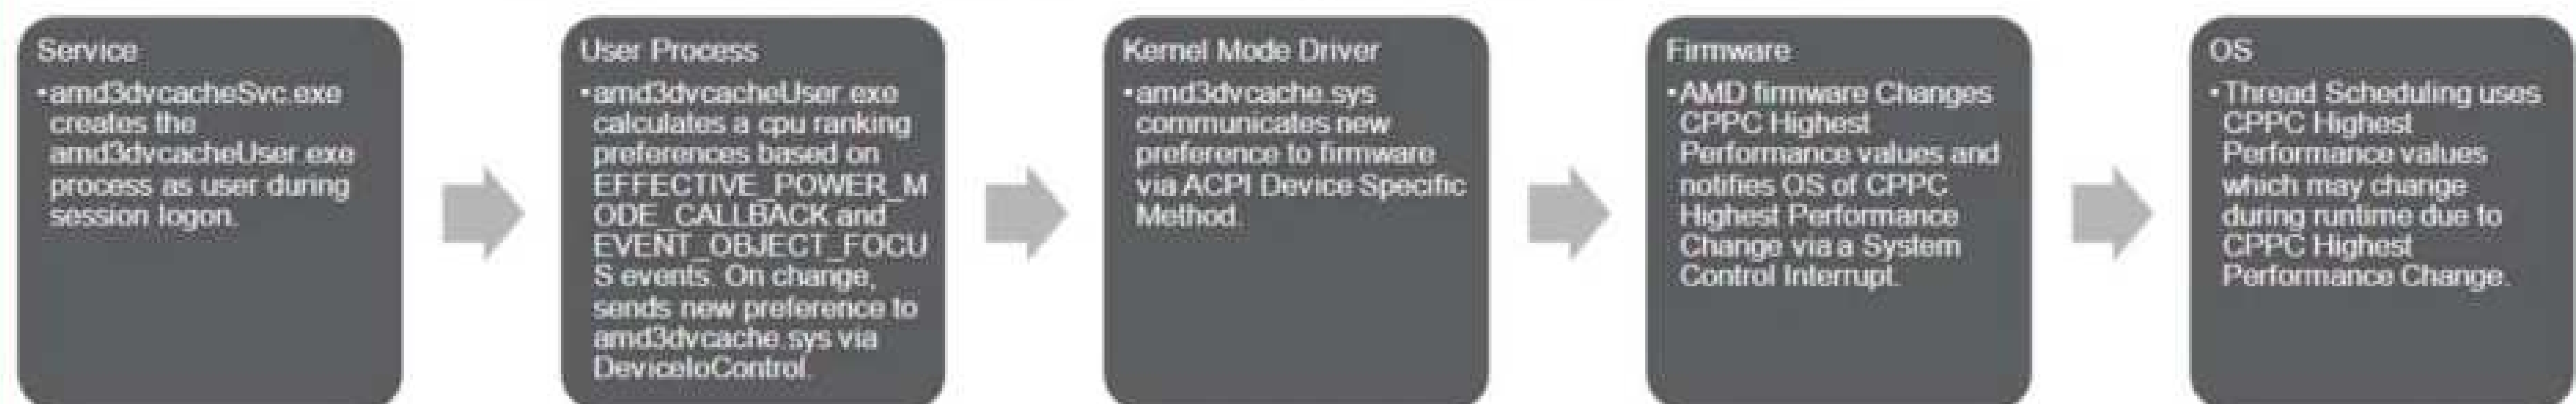 Service
•amd3dvcacheSvc.exe
creates the
amd3dvcacheUser.exe
process as user during
session logon.
User Process
•amd3dvcacheUser.exe
calculates a cpu ranking
preferences based on
EFFECTIVE_POWER_M
ODE_CALLBACK and
EVENT_OBJECT_FOCU
S events. On change,
sends new preference to
amd3dvcache.sys via
DeviceIoControl.
Kernel Mode Driver
•amd3dvcache.sys
communicates new
preference to firmware
via ACPI Device Specific
Method.
Firmware
•AMD firmware Changes
CPPC Highest
Performance values and
notifies OS of CPPC
Highest Performance
Change via a System
Control Interrupt.
OS
•Thread Scheduling uses
CPPC Highest
Performance values
which may change
during runtime due to
CPPC Highest
Performance Change.